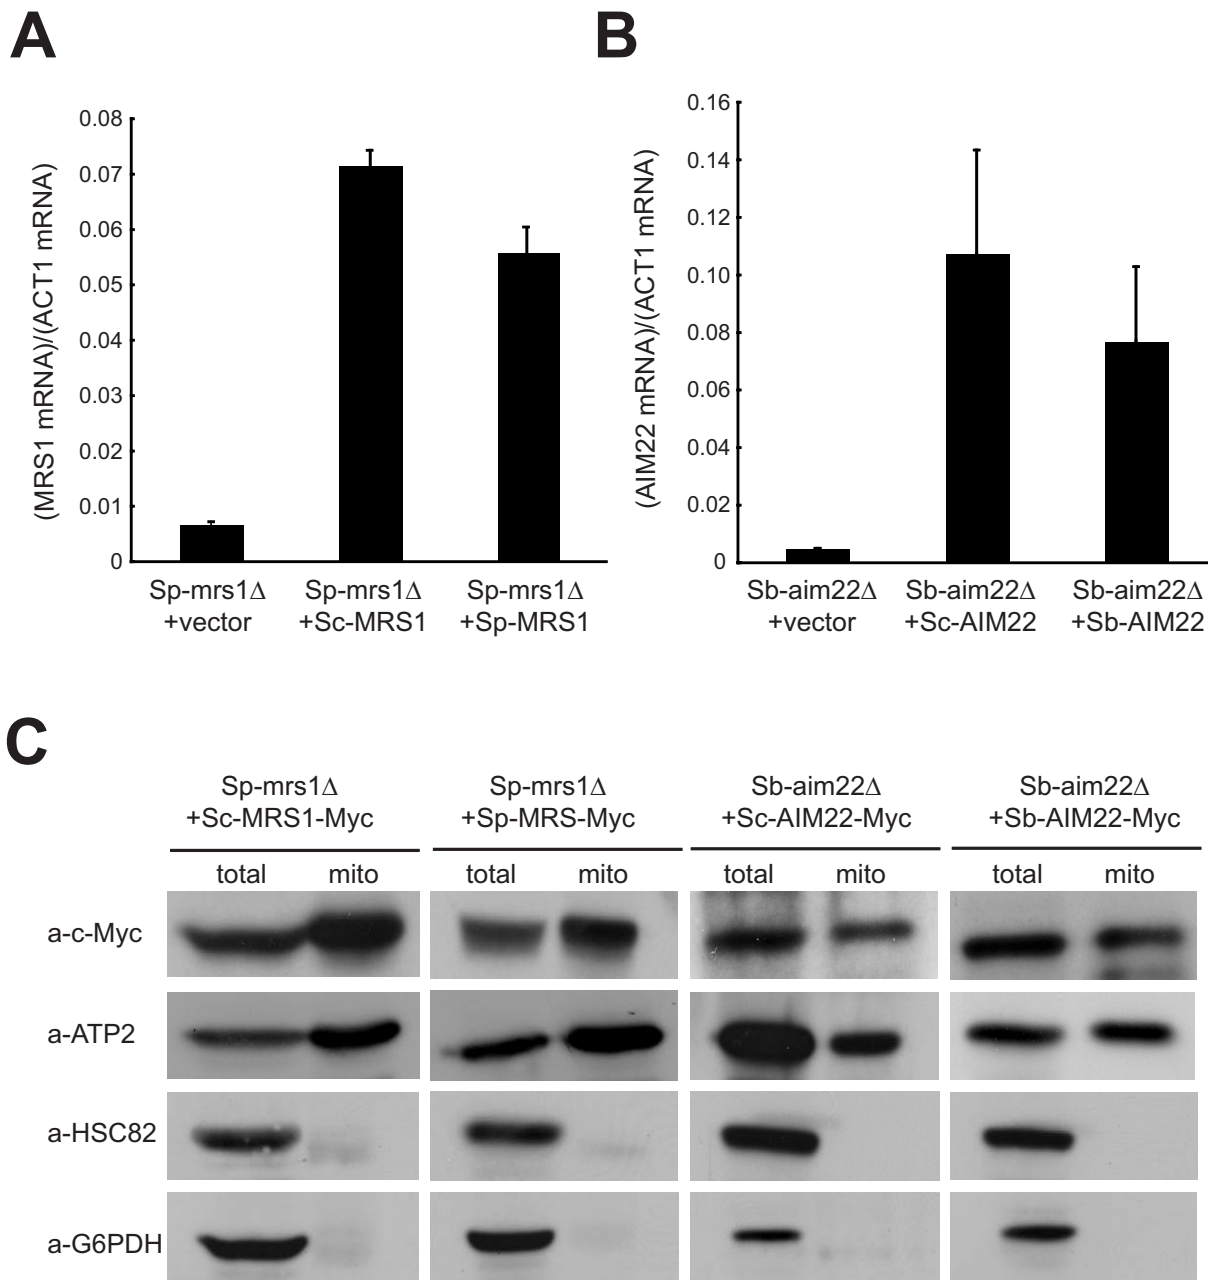 A
B
(MRS1 mRNA)/(ACT1 mRNA)
0.08
0.07
0.06
0.05
0.04
0.03
0.02
0.01
0
Sp-mrs1Δ
+vector
Sp-mrs1Δ
+Sc-MRS1
Sp-mrs1Δ
+Sp-MRS1
(AIM22 mRNA)/(ACT1 mRNA)
0.16
0.14
0.12
0.10
0.08
0.06
0.04
0.02
0
Sb-aim22Δ
+vector
Sb-aim22Δ
+Sc-AIM22
Sb-aim22Δ
+Sb-AIM22
C
Sp-mrs1Δ
+Sc-MRS1-Myc
Sp-mrs1Δ
+Sp-MRS-Myc
Sb-aim22Δ
+Sc-AIM22-Myc
Sb-aim22Δ
+Sb-AIM22-Myc
total mito total mito total mito total mito
a-c-Myc
a-ATP2
a-HSC82
a-G6PDH